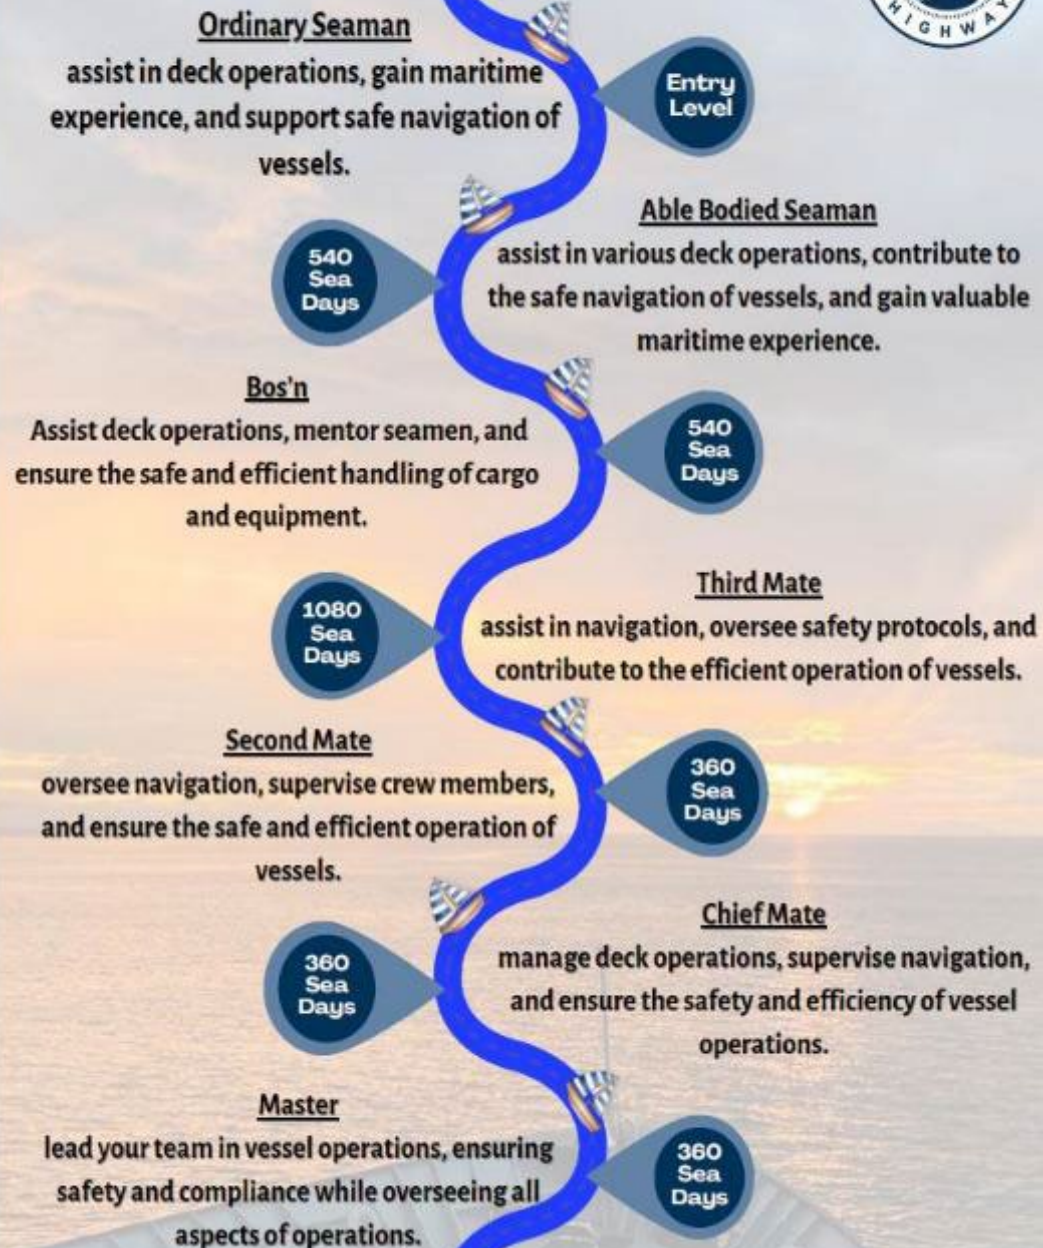 HIGHWAY
Ordinary Seaman
assist in deck operations, gain maritime
experience, and support safe navigation of
vessels.
Entry
Level
Able Bodied Seaman
assist in various deck operations, contribute to
the safe navigation of vessels, and gain valuable
maritime experience.
540
Sea
Days
Bos'n
Assist deck operations, mentor seamen, and
ensure the safe and efficient handling of cargo
and equipment.
540
Sea
Days
Third Mate
assist in navigation, oversee safety protocols, and
contribute to the efficient operation of vessels.
1080
Sea
Days
Second Mate
oversee navigation, supervise crew members,
and ensure the safe and efficient operation of
vessels.
360
Sea
Days
Chief Mate
manage deck operations, supervise navigation,
and ensure the safety and efficiency of vessel
operations.
360
Sea
Days
Master
lead your team in vessel operations, ensuring
safety and compliance while overseeing all
aspects of operations.
360
Sea
Days